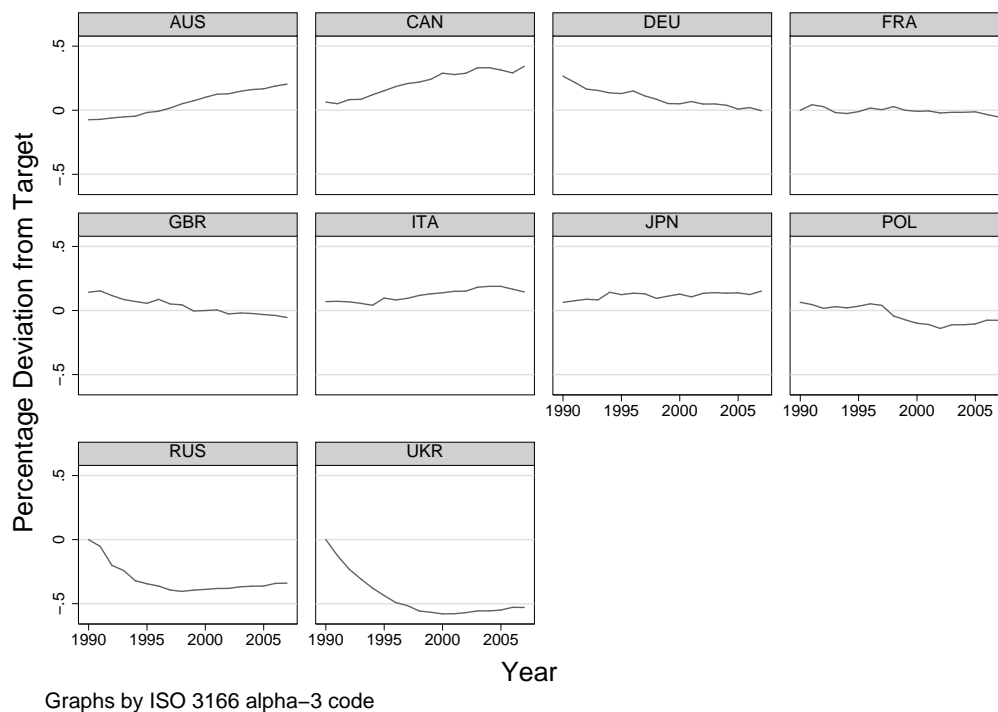 AUS CAN DEU FRA
.5
0
−.5
GBR ITA JPN POL
.5
0
−.5
1990 1995 2000 2005 1990 1995 2000 2005
RUS UKR
.5
0
−.5
1990 1995 2000 2005 1990 1995 2000 2005
Percentage Deviation from Target
Year
Graphs by ISO 3166 alpha−3 code